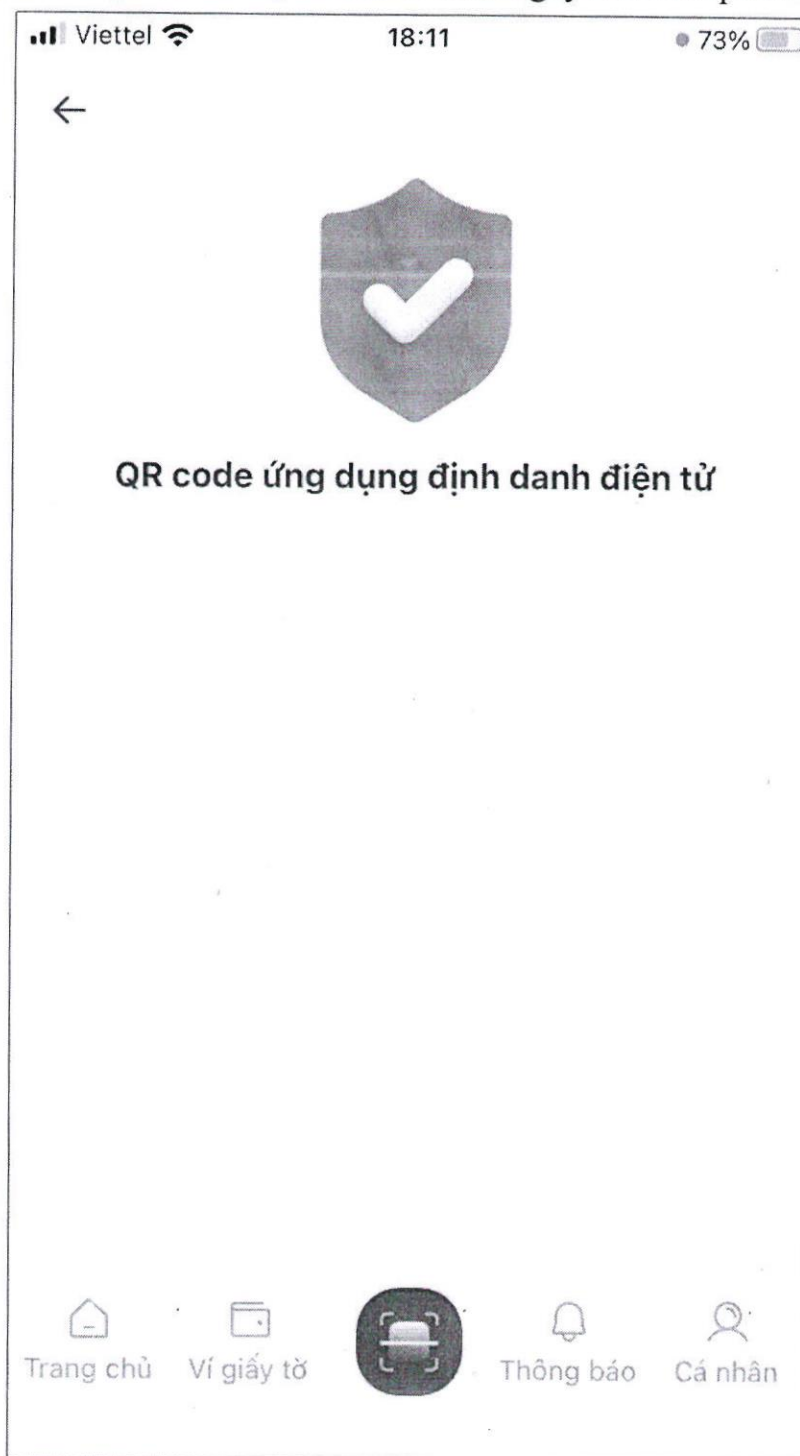 Viettel 18:11 73%
QR code ứng dụng định danh điện tử
Trang chủ Ví giấy tờ Thông báo Cá nhân